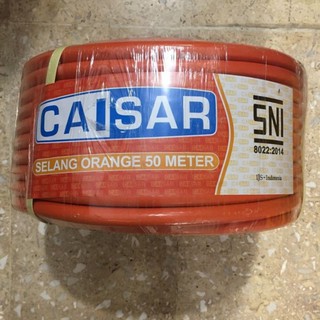 CAISAR
SELANG ORANGE 50 METER
SNI
8022:2014